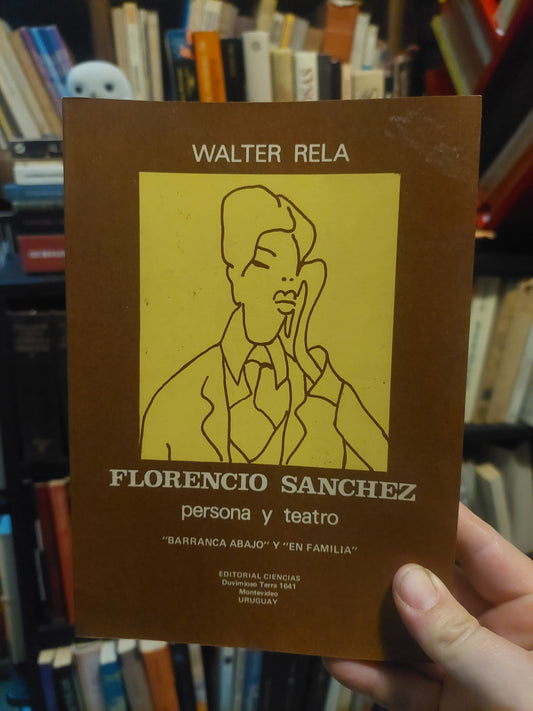 WALTER RELA
FLORENCIO SANCHEZ
persona y teatro
"BARRANCA ABAJO" Y "EN FAMILIA"
EDITORIAL CIENCIAS
Duvimioso Terra 1641
Montevideo
URUGUAY